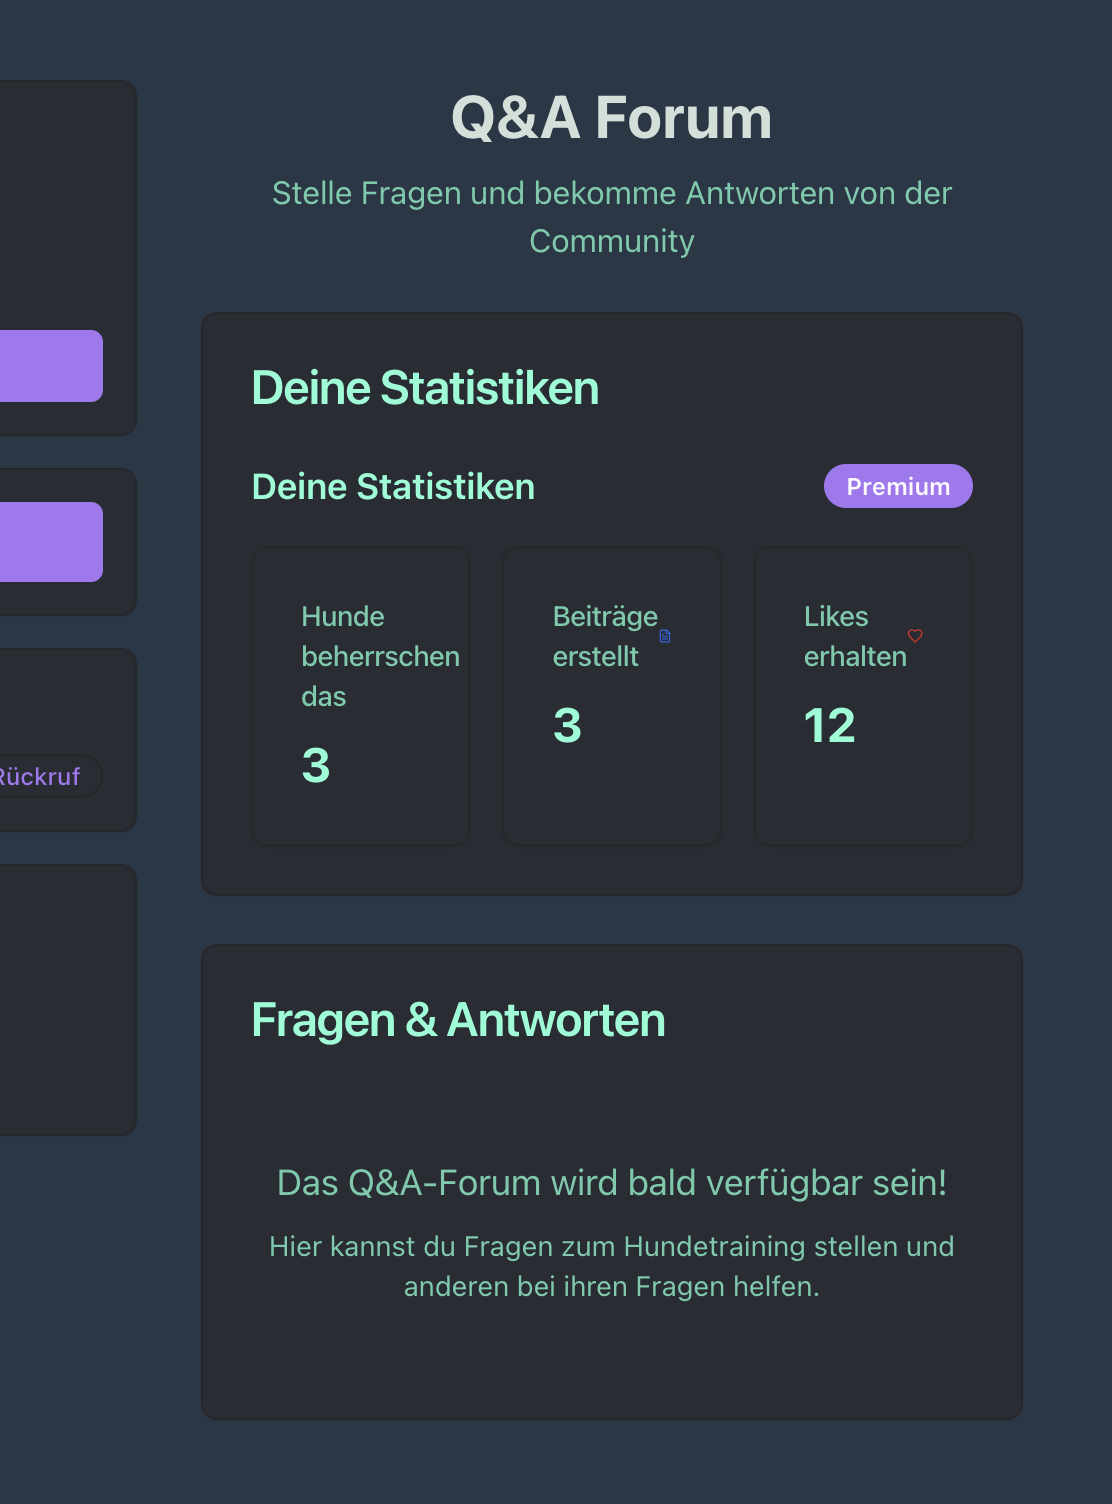 Q&A Forum
Stelle Fragen und bekomme Antworten von der
Community
Deine Statistiken
Deine Statistiken
Premium
Hunde
beherrschen
das
3
Beiträge
erstellt
3
Likes
erhalten
12
Rückruf
Fragen & Antworten
Das Q&A-Forum wird bald verfügbar sein!
Hier kannst du Fragen zum Hundetraining stellen und
anderen bei ihren Fragen helfen.